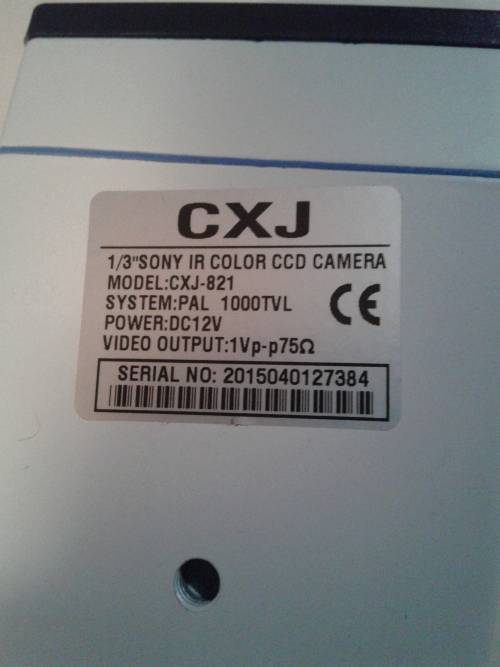 CXJ
1/3"SONY IR COLOR CCD CAMERA
MODEL:CXJ-821
SYSTEM:PAL 1000TVL
POWER:DC12V
VIDEO OUTPUT:1Vp-p75Ω
CE
SERIAL NO: 2015040127384